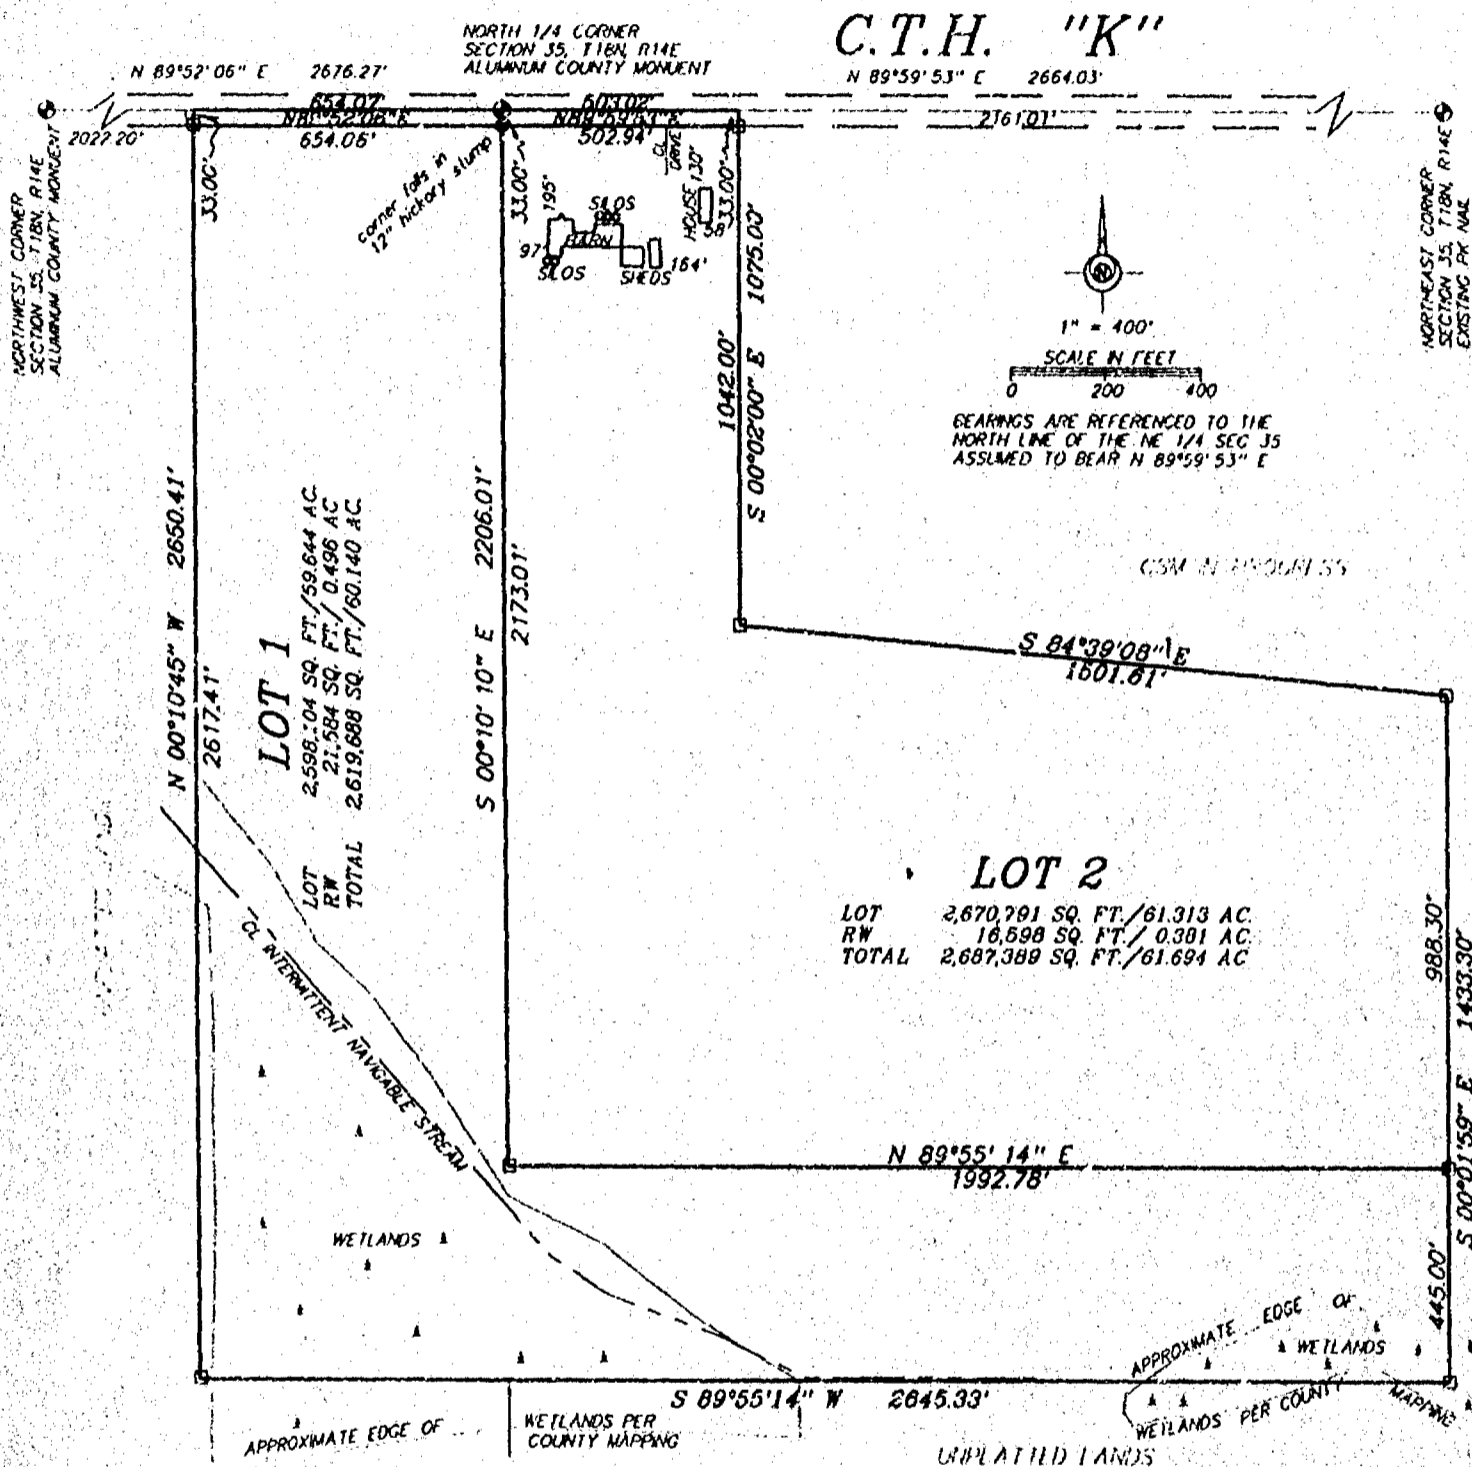 C.T.H. "K"
NORTH 1/4 CORNER
SECTION 35, T18N, R14E
ALUMINUM COUNTY MONUENT
N 89°52'06" E 2676.27'
N 89°59'53" E 2664.03'
654.07'
603.02'
N89°52'06"E
2022.20'
654.06'
502.94'
2161.01'
NORTHWEST CORNER
SECTION 35, T18N, R14E
ALUMINUM COUNTY MONUENT
NORTHEAST CORNER
SECTION 35, T18N, R14E
EXISTING PK NAIL
33.00'
corner falls in
12" hickory slump
33.00'
195'
CL
DRIVE
HOUSE 130'
33.00'
58'
SILOS
BARN
97'
SILOS
SHEDS
164'
1042.00'
S 00°02'00" E 1075.00'
N
1" = 400'
SCALE IN FEET
0 200 400
BEARINGS ARE REFERENCED TO THE
NORTH LINE OF THE NE 1/4 SEC 35
ASSUMED TO BEAR N 89°59'53" E
CSM IN PROGRESS
N 00°10'45" W 2650.41'
2617.41'
LOT 1
LOT 2,598,104 SQ. FT./59.644 AC.
RW 21,584 SQ. FT./ 0.496 AC
TOTAL 2,619,688 SQ. FT./60.140 AC.
S 00°10'10" E 2206.01'
2173.01'
S 84°39'08" E
1601.61'
LOT 2
LOT 2,670,791 SQ. FT./61.313 AC.
RW 16,598 SQ. FT./ 0.381 AC.
TOTAL 2,687,389 SQ. FT./61.694 AC
988.30'
S 00°01'59" E 1433.30'
CL INTERMITTENT NAVIGABLE STREAM
N 89°55'14" E
1992.78'
WETLANDS
445.00'
APPROXIMATE EDGE OF
WETLANDS
WETLANDS PER COUNTY MAPPING
S 89°55'14" W 2645.33'
APPROXIMATE EDGE OF
WETLANDS PER
COUNTY MAPPING
UNPLATTED LANDS